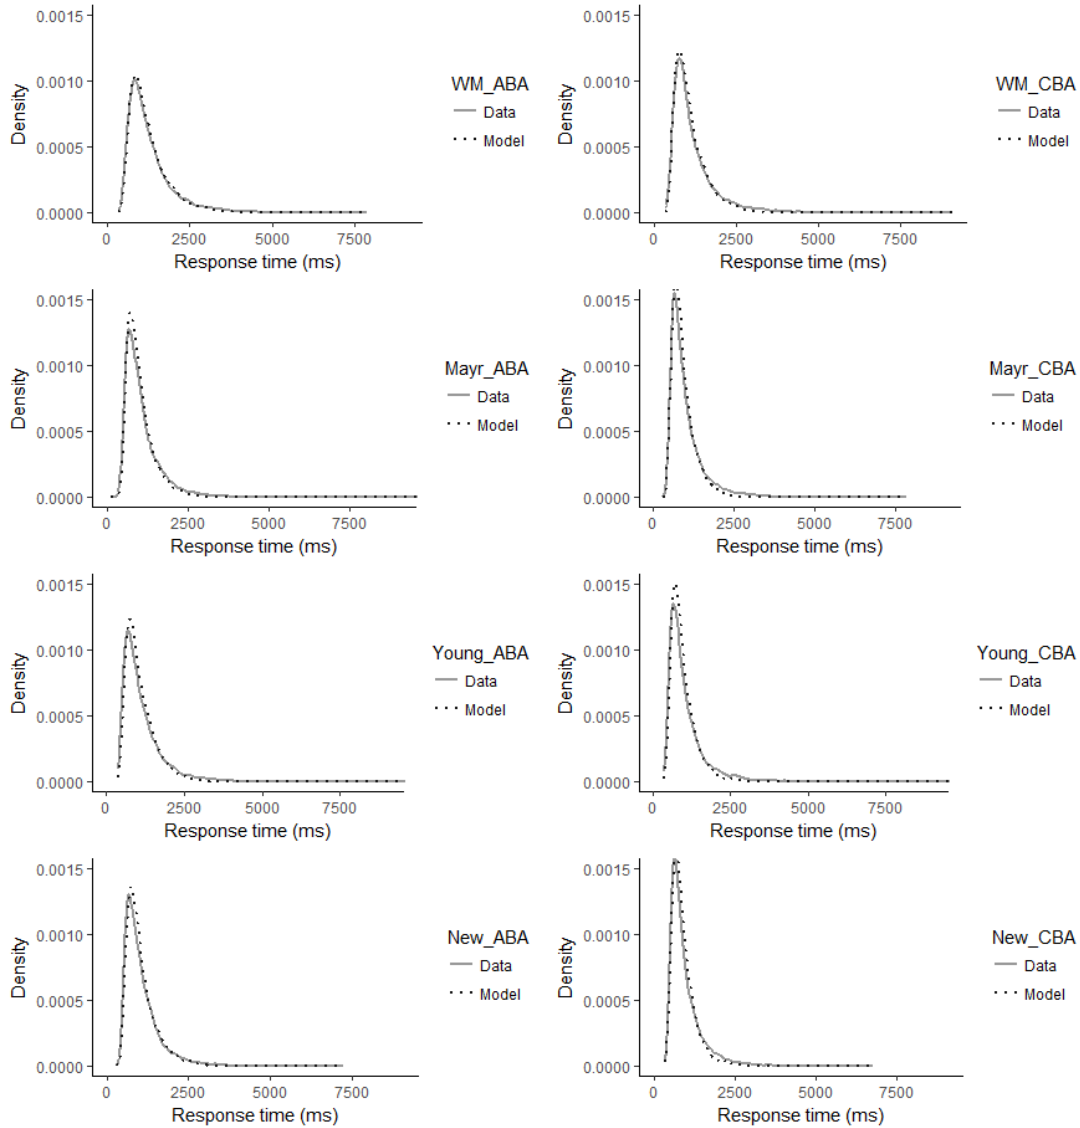 0.0015
0.0010
0.0005
0.0000
Density
WM_ABA
Data
Model
0 2500 5000 7500
Response time (ms)
0.0015
0.0010
0.0005
0.0000
Density
WM_CBA
Data
Model
0 2500 5000 7500
Response time (ms)
0.0015
0.0010
0.0005
0.0000
Density
Mayr_ABA
Data
Model
0 2500 5000 7500
Response time (ms)
0.0015
0.0010
0.0005
0.0000
Density
Mayr_CBA
Data
Model
0 2500 5000 7500
Response time (ms)
0.0015
0.0010
0.0005
0.0000
Density
Young_ABA
Data
Model
0 2500 5000 7500
Response time (ms)
0.0015
0.0010
0.0005
0.0000
Density
Young_CBA
Data
Model
0 2500 5000 7500
Response time (ms)
0.0015
0.0010
0.0005
0.0000
Density
New_ABA
Data
Model
0 2500 5000 7500
Response time (ms)
0.0015
0.0010
0.0005
0.0000
Density
New_CBA
Data
Model
0 2500 5000 7500
Response time (ms)